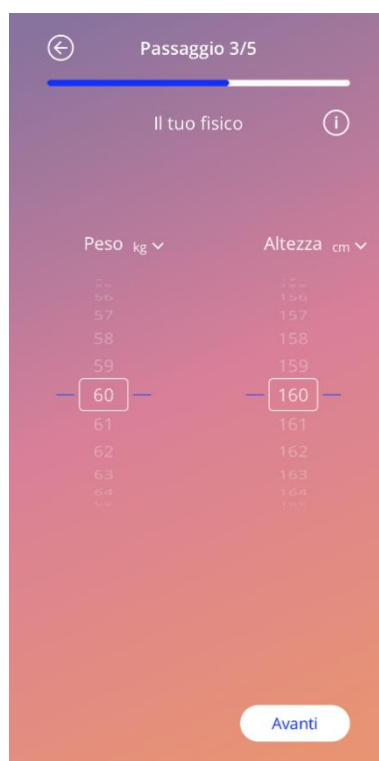 Passaggio 3/5
Il tuo fisico
Peso kg Altezza cm
56 156
57 157
58 158
59 159
60 160
61 161
62 162
63 163
64 164
Avanti